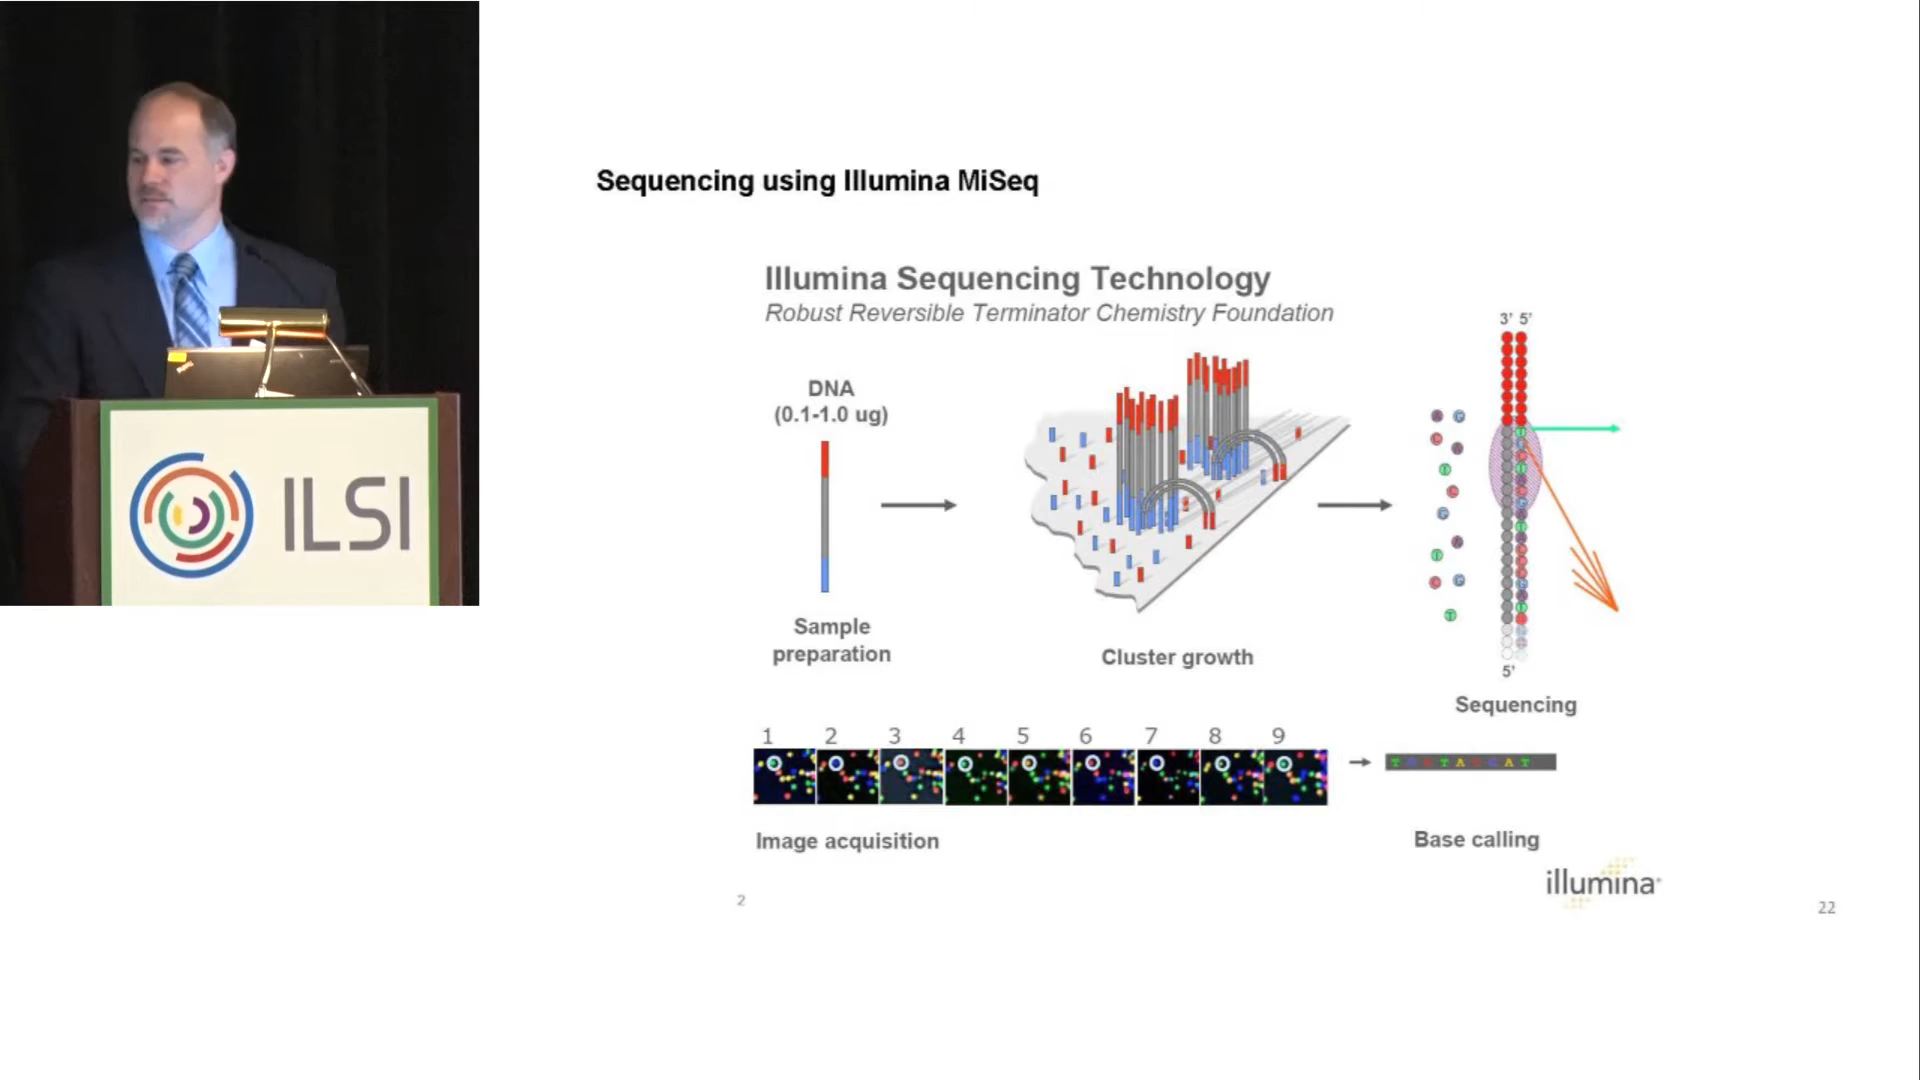 ILSI
Sequencing using Illumina MiSeq
Illumina Sequencing Technology
Robust Reversible Terminator Chemistry Foundation
DNA
(0.1-1.0 ug)
Sample
preparation
Cluster growth
3' 5'
5'
Sequencing
1 2 3 4 5 6 7 8 9
Image acquisition
Base calling
illumina
2
22